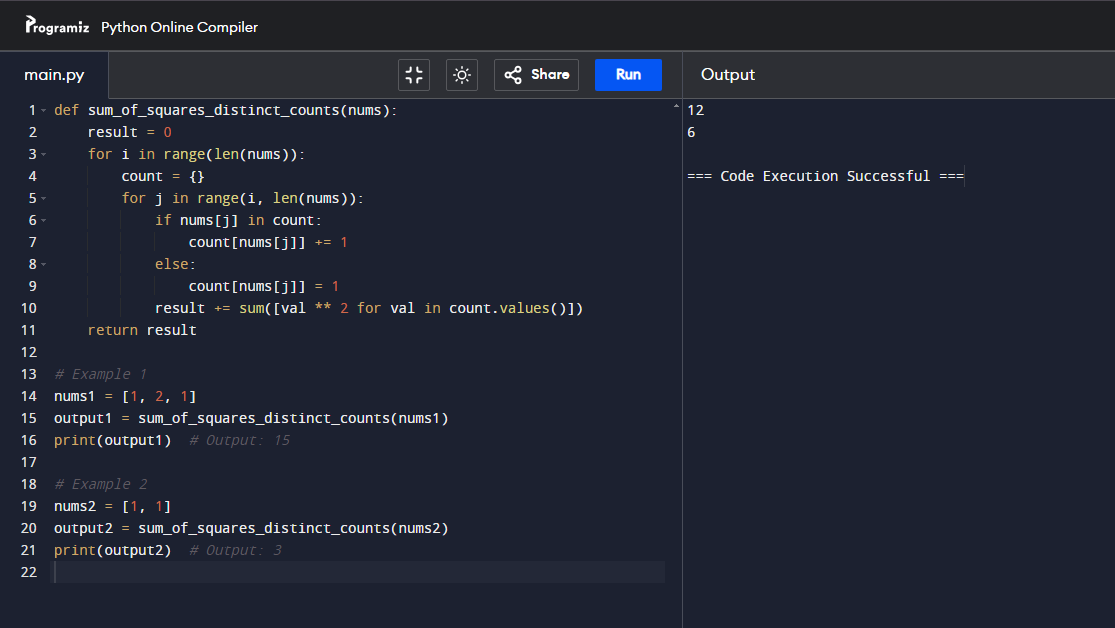 Programiz Python Online Compiler
main.py
Share
Run
Output
1 def sum_of_squares_distinct_counts(nums):
2     result = 0
3     for i in range(len(nums)):
4         count = {}
5         for j in range(i, len(nums)):
6             if nums[j] in count:
7                 count[nums[j]] += 1
8             else:
9                 count[nums[j]] = 1
10             result += sum([val ** 2 for val in count.values()])
11     return result
12
13 # Example 1
14 nums1 = [1, 2, 1]
15 output1 = sum_of_squares_distinct_counts(nums1)
16 print(output1)  # Output: 15
17
18 # Example 2
19 nums2 = [1, 1]
20 output2 = sum_of_squares_distinct_counts(nums2)
21 print(output2)  # Output: 3
22
12
6
=== Code Execution Successful ===